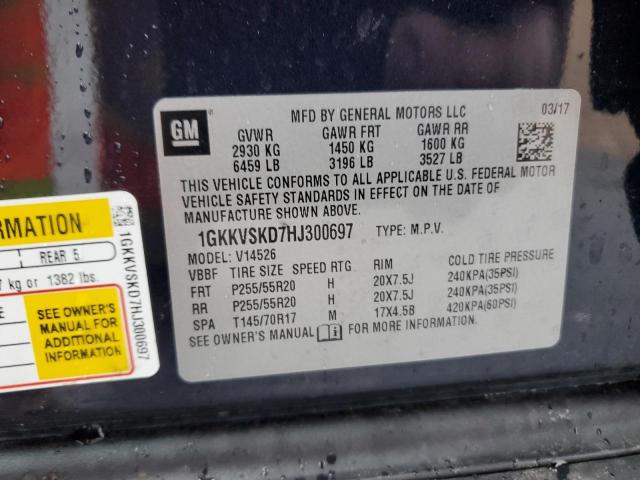 GM
MFD BY GENERAL MOTORS LLC 03/17
GVWR GAWR FRT GAWR RR
2930 KG 1450 KG 1600 KG
6459 LB 3196 LB 3527 LB
THIS VEHICLE CONFORMS TO ALL APPLICABLE U.S. FEDERAL MOTOR
VEHICLE SAFETY STANDARDS IN EFFECT ON THE DATE OF
MANUFACTURE SHOWN ABOVE.
1GKKVSKD7HJ300697 TYPE: M.P.V.
MODEL: V14526
VBBF TIRE SIZE SPEED RTG RIM COLD TIRE PRESSURE
FRT P255/55R20 H 20X7.5J 240KPA(35PSI)
RR P255/55R20 H 20X7.5J 240KPA(35PSI)
SPA T145/70R17 M 17X4.5B 420KPA(60PSI)
SEE OWNER'S MANUAL FOR MORE INFORMATION.
RMATION
REAR 5
kg or 1382 lbs.
SEE OWNER'S
MANUAL FOR
ADDITIONAL
INFORMATION
1GKKVSKD7HJ300697